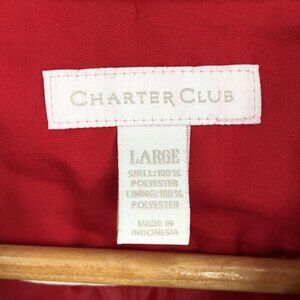 CHARTER CLUB
LARGE
SHELL: 100%
POLYESTER
LINING: 100%
POLYESTER
MADE IN
INDONESIA